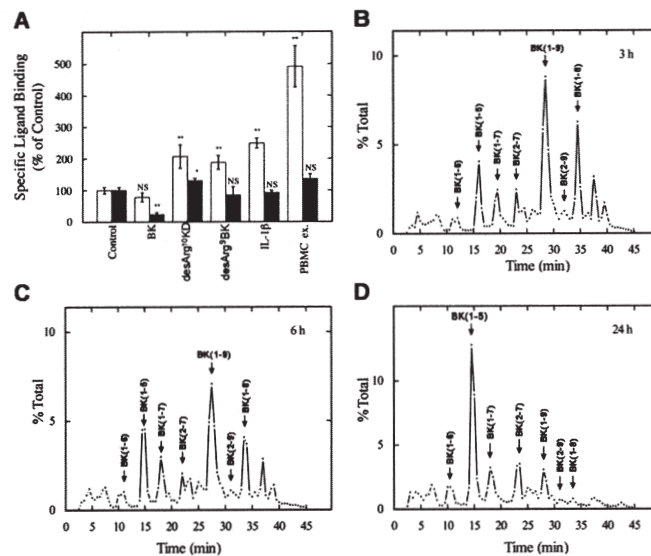 A
Specific Ligand Binding
(% of Control)
500
400
300
200
100
0
NS
**
**
*
**
NS
**
NS
**
NS
Control
BK
desArg¹⁰KD
desArg⁹BK
IL-1β
PBMC ex.
B
3 h
% Total
10
5
0
BK(1-6)
BK(1-5)
BK(1-7)
BK(2-7)
BK(1-9)
BK(2-9)
BK(1-8)
0 5 10 15 20 25 30 35 40 45
Time (min)
C
6 h
% Total
10
5
0
BK(1-6)
BK(1-5)
BK(1-7)
BK(2-7)
BK(1-9)
BK(2-9)
BK(1-8)
0 5 10 15 20 25 30 35 40 45
Time (min)
D
24 h
% Total
10
5
0
BK(1-6)
BK(1-5)
BK(1-7)
BK(2-7)
BK(1-9)
BK(2-9)
BK(1-8)
0 5 10 15 20 25 30 35 40 45
Time (min)